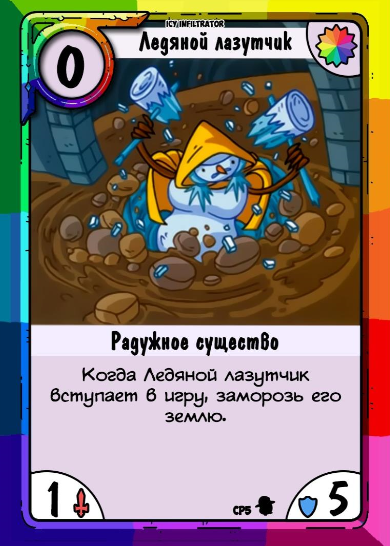 ICY INFILTRATOR
0
Ледяной лазутчик
Радужное существо
Когда Ледяной лазутчик
вступает в игру, заморозь его
землю.
1
CP5
5